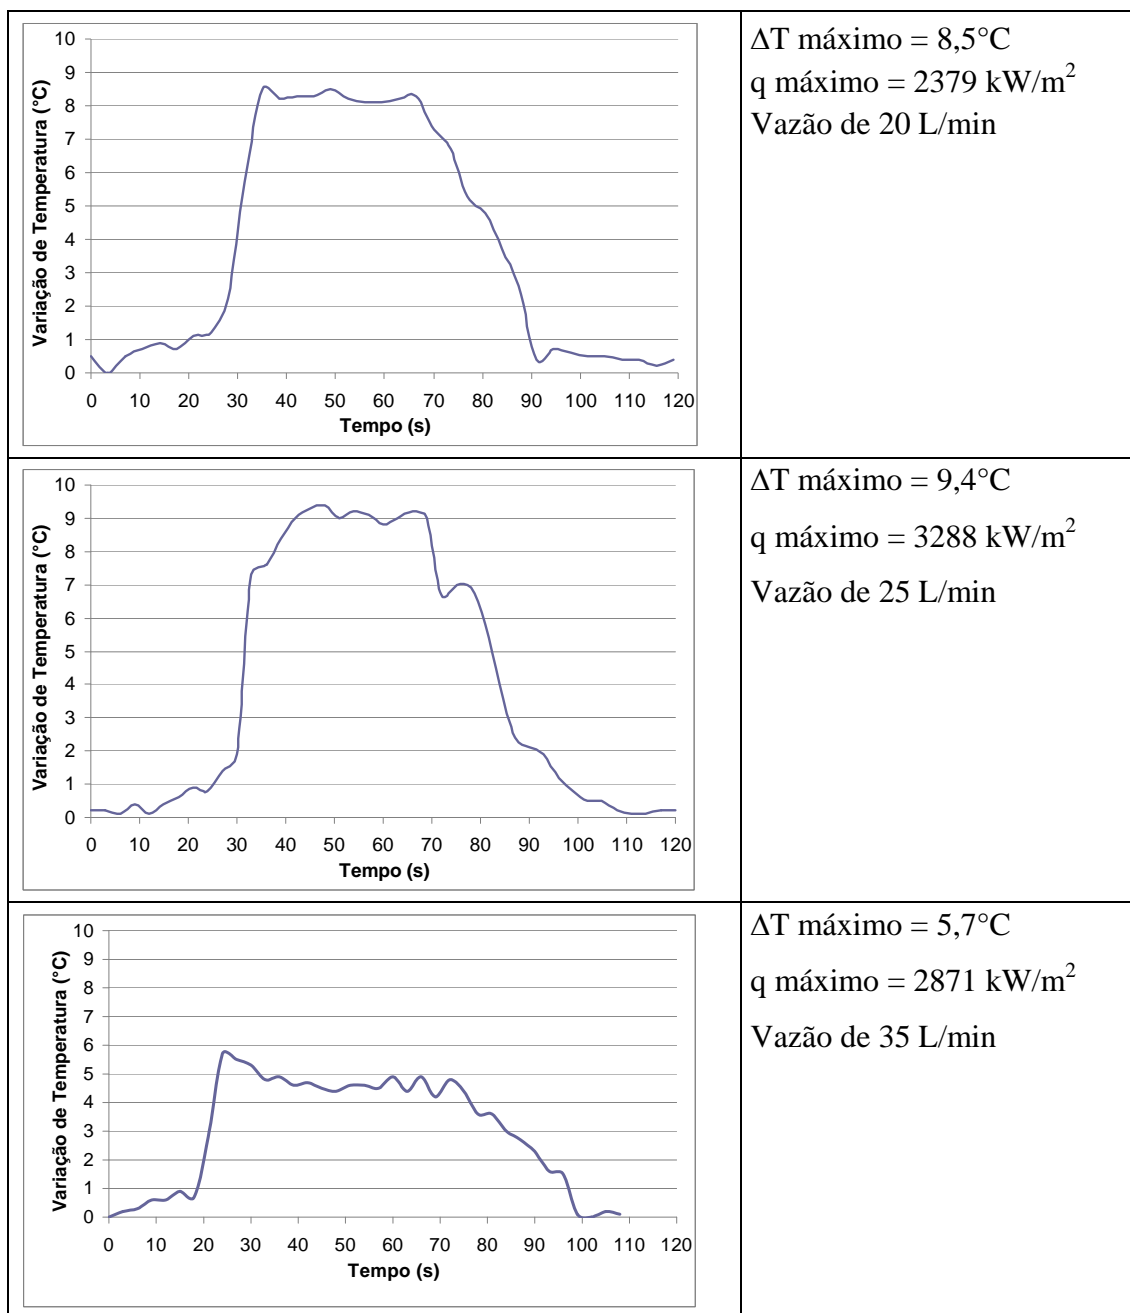 10
9
8
7
6
5
4
3
2
1
0
Variação de Temperatura (°C)
0 10 20 30 40 50 60 70 80 90 100 110 120
Tempo (s)
ΔT máximo = 8,5°C
q máximo = 2379 kW/m²
Vazão de 20 L/min
10
9
8
7
6
5
4
3
2
1
0
Variação de Temperatura (°C)
0 10 20 30 40 50 60 70 80 90 100 110 120
Tempo (s)
ΔT máximo = 9,4°C
q máximo = 3288 kW/m²
Vazão de 25 L/min
10
9
8
7
6
5
4
3
2
1
0
Variação de Temperatura (°C)
0 10 20 30 40 50 60 70 80 90 100 110 120
Tempo (s)
ΔT máximo = 5,7°C
q máximo = 2871 kW/m²
Vazão de 35 L/min